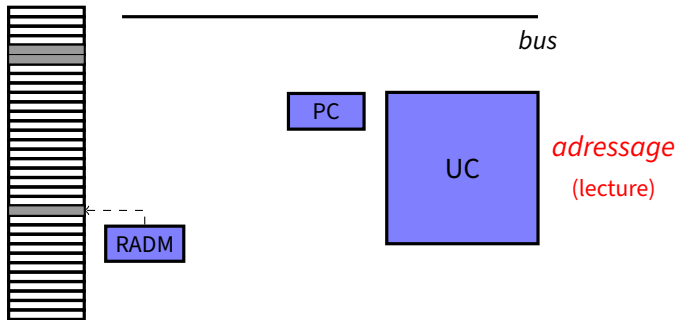 bus
PC
UC
adressage
(lecture)
RADM